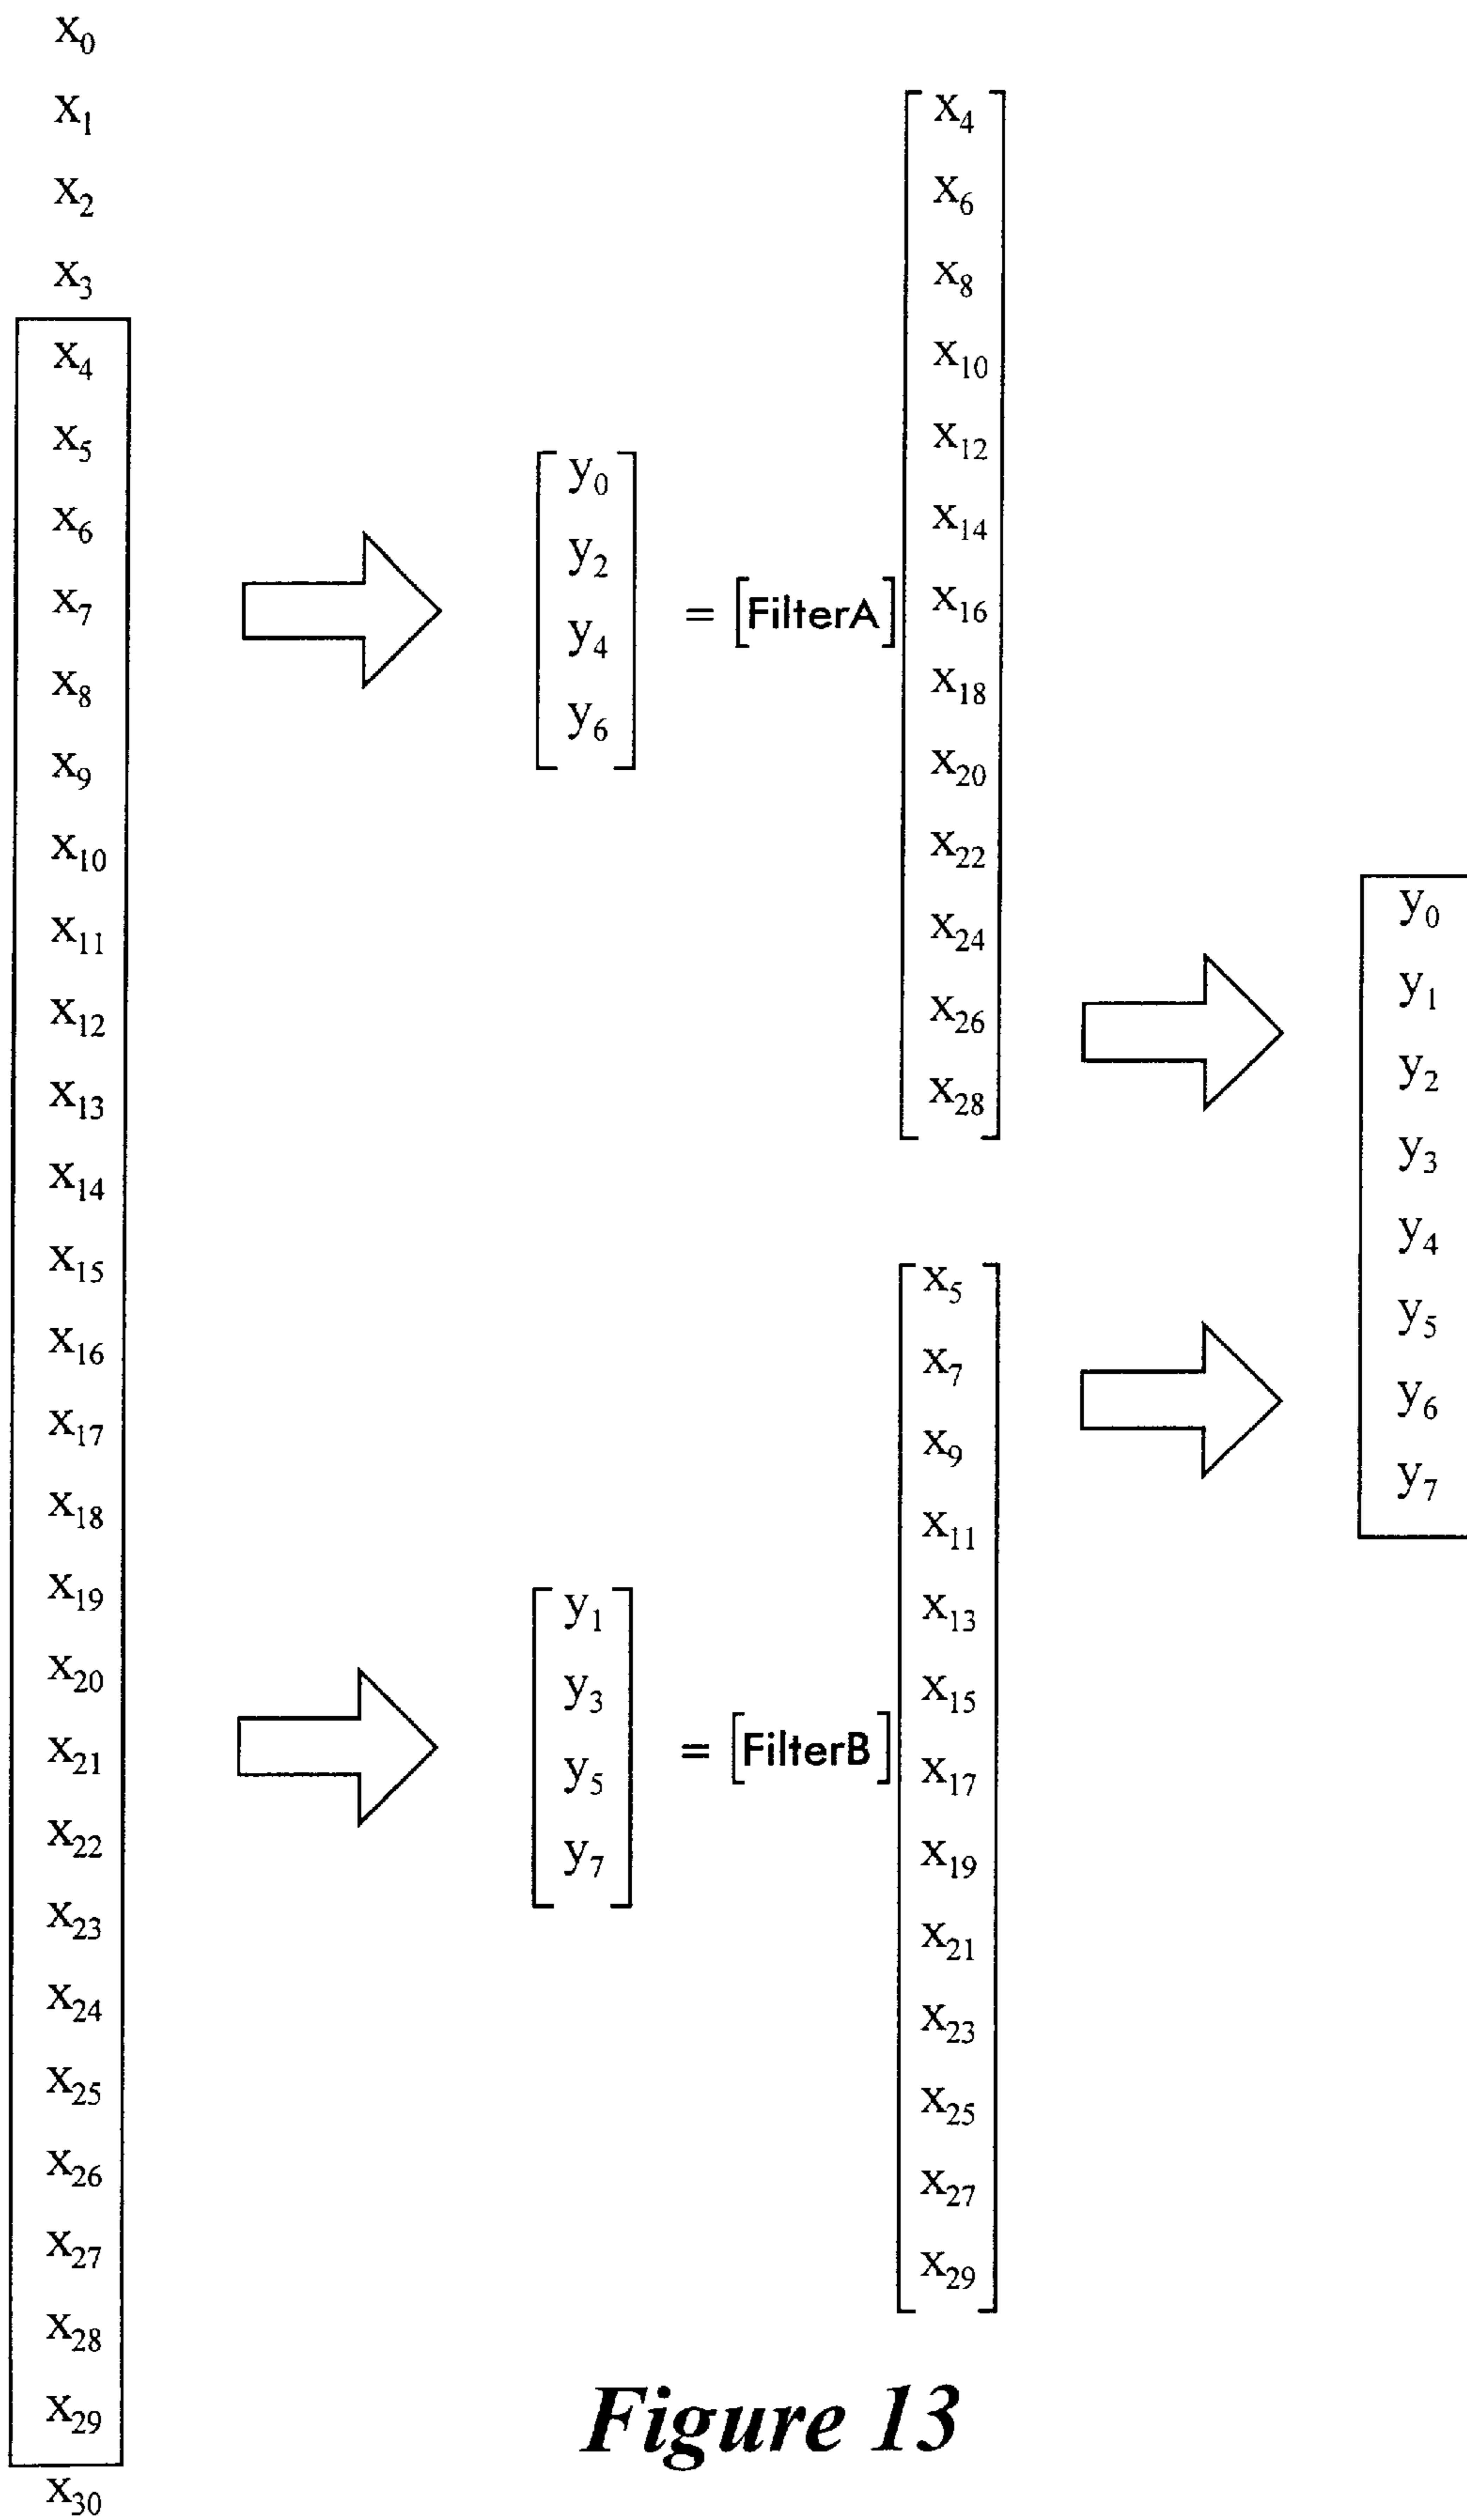 x₀
x₁
x₂
x₃
x₄
x₅
x₆
x₇
x₈
x₉
x₁₀
x₁₁
x₁₂
x₁₃
x₁₄
x₁₅
x₁₆
x₁₇
x₁₈
x₁₉
x₂₀
x₂₁
x₂₂
x₂₃
x₂₄
x₂₅
x₂₆
x₂₇
x₂₈
x₂₉
x₃₀
y₀
y₂
y₄
y₆
= [FilterA]
x₄
x₆
x₈
x₁₀
x₁₂
x₁₄
x₁₆
x₁₈
x₂₀
x₂₂
x₂₄
x₂₆
x₂₈
y₁
y₃
y₅
y₇
= [FilterB]
x₅
x₇
x₉
x₁₁
x₁₃
x₁₅
x₁₇
x₁₉
x₂₁
x₂₃
x₂₅
x₂₇
x₂₉
y₀
y₁
y₂
y₃
y₄
y₅
y₆
y₇
Figure 13